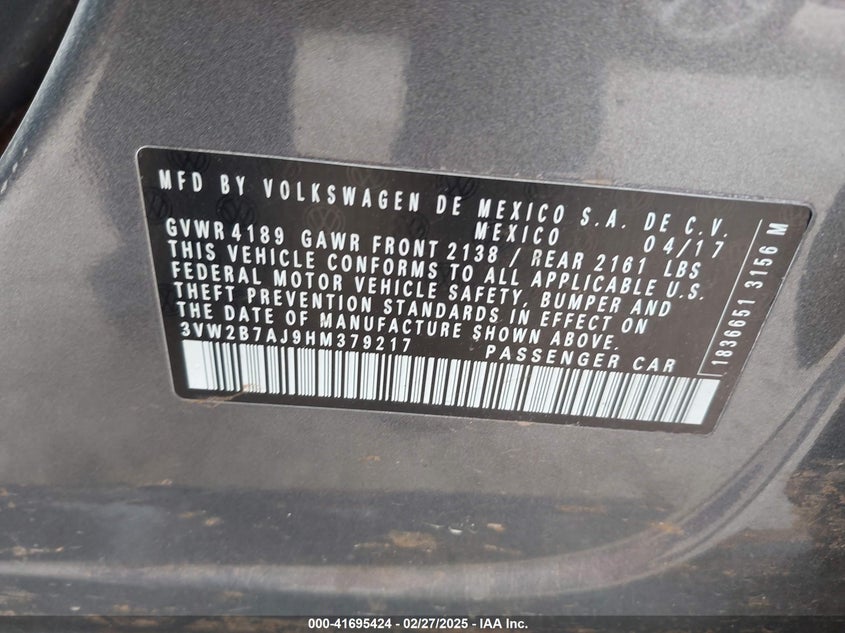 MFD BY VOLKSWAGEN DE MEXICO S.A. DE C.V.
MEXICO 04/17
GVWR 4189 GAWR FRONT 2138 / REAR 2161 LBS
THIS VEHICLE CONFORMS TO ALL APPLICABLE U.S.
FEDERAL MOTOR VEHICLE SAFETY, BUMPER AND
THEFT PREVENTION STANDARDS IN EFFECT ON
THE DATE OF MANUFACTURE SHOWN ABOVE.
3VW2B7AJ9HM379217 PASSENGER CAR
1836651 3156 M
000-41695424 - 02/27/2025 - IAA Inc.